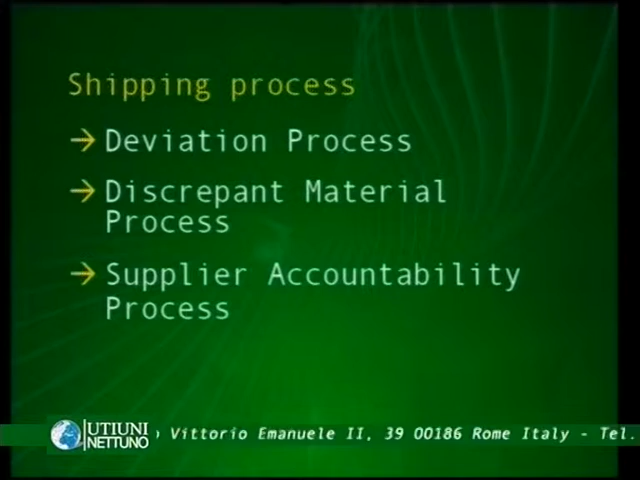 Shipping process
→ Deviation Process
→ Discrepant Material
Process
→ Supplier Accountability
Process
UTIUNI
NETTUNO
Vittorio Emanuele II, 39 00186 Rome Italy - Tel.